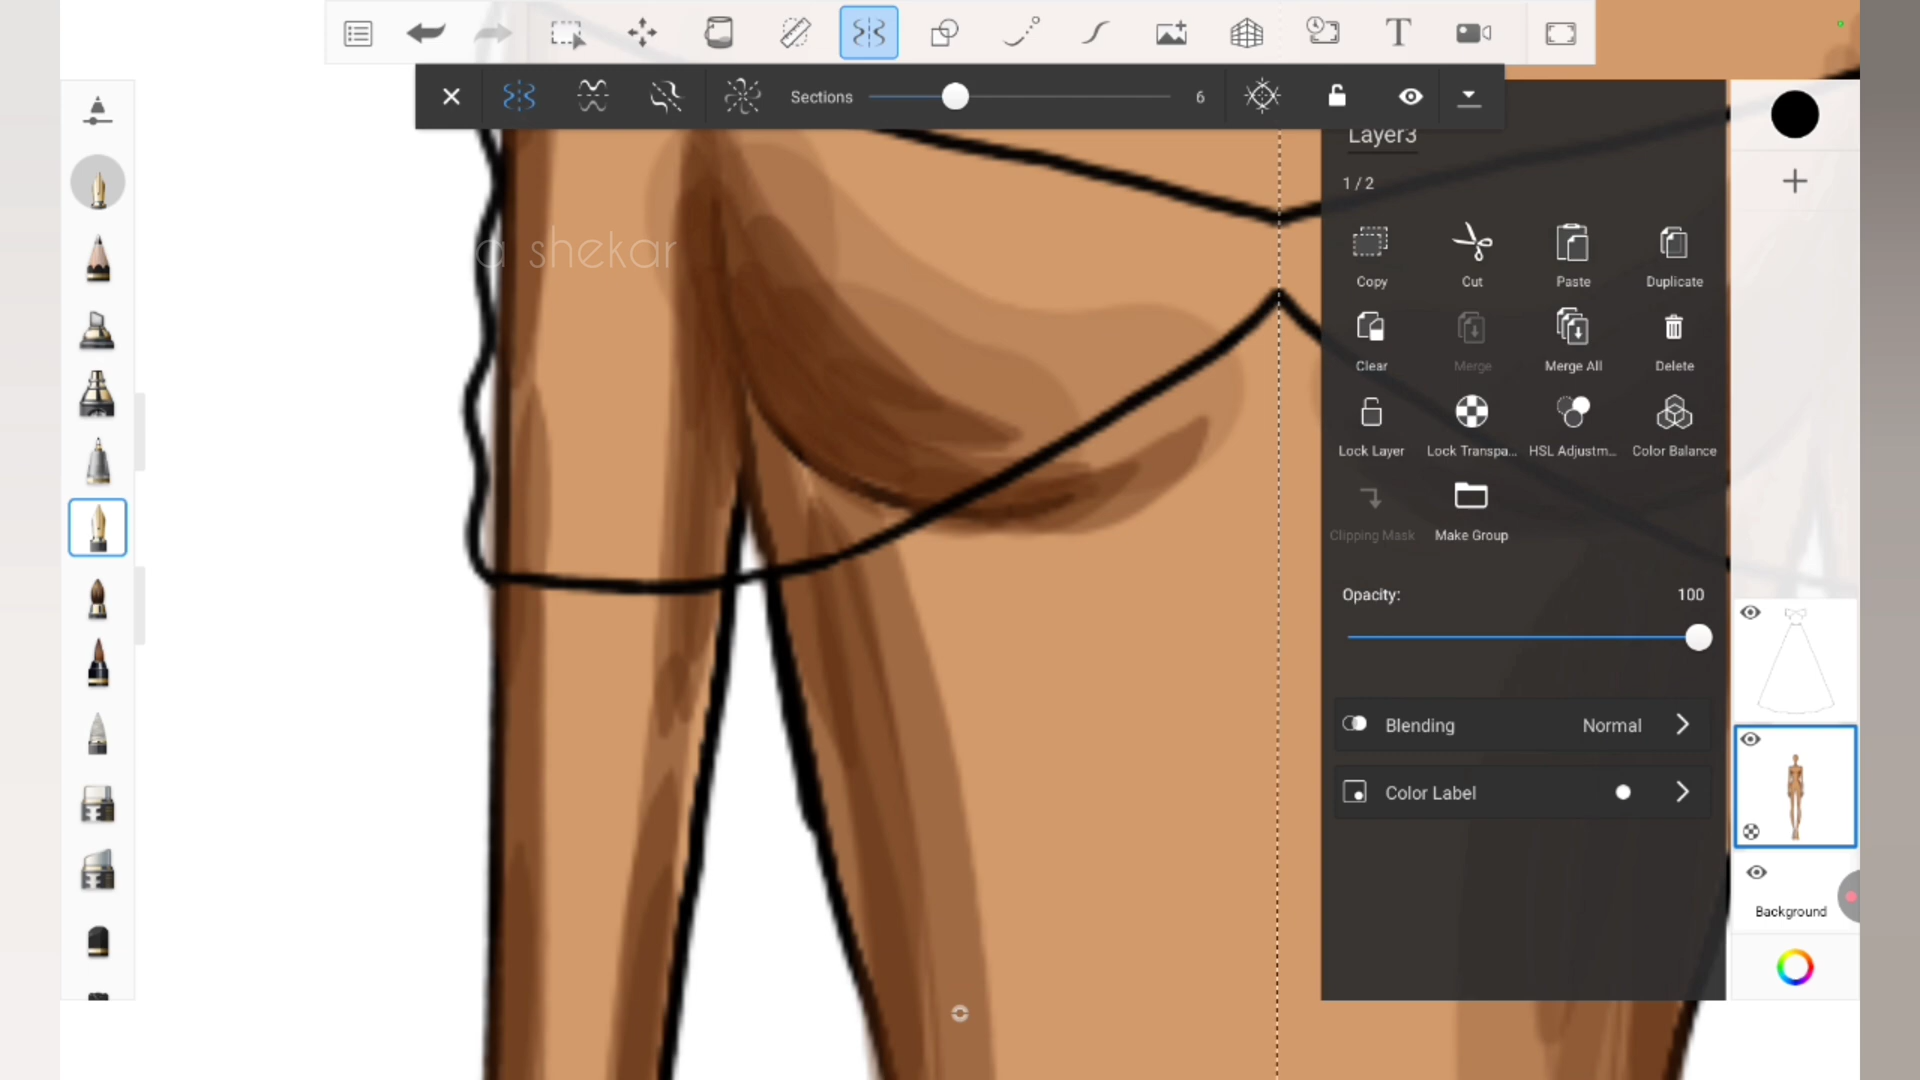 T
Sections 6
Layer3
1 / 2
a shekar
Copy Cut Paste Duplicate
Clear Merge Merge All Delete
Lock Layer Lock Transpa... HSL Adjustm... Color Balance
Clipping Mask Make Group
Opacity: 100
Blending Normal
Color Label
Background